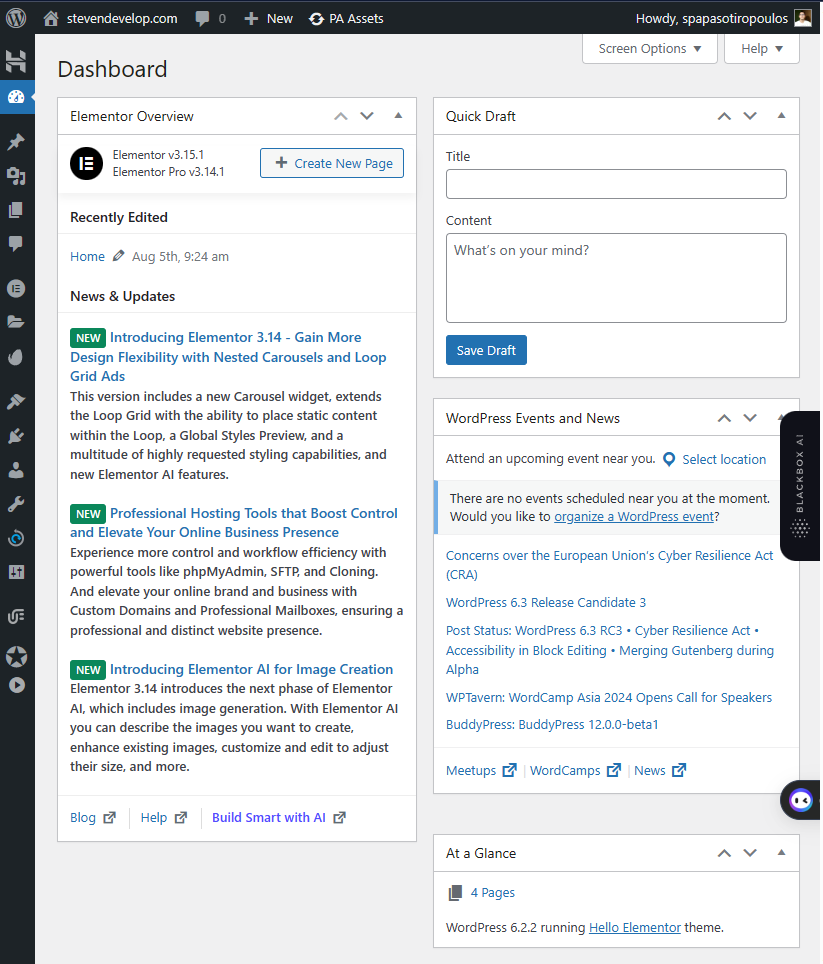 stevendevelop.com 0 New PA Assets Howdy, spapasotiropoulos
Screen Options Help
Dashboard
Elementor Overview
Elementor v3.15.1
Elementor Pro v3.14.1
Create New Page
Recently Edited
Home Aug 5th, 9:24 am
News & Updates
NEW Introducing Elementor 3.14 - Gain More
Design Flexibility with Nested Carousels and Loop
Grid Ads
This version includes a new Carousel widget, extends
the Loop Grid with the ability to place static content
within the Loop, a Global Styles Preview, and a
multitude of highly requested styling capabilities, and
new Elementor AI features.
NEW Professional Hosting Tools that Boost Control
and Elevate Your Online Business Presence
Experience more control and workflow efficiency with
powerful tools like phpMyAdmin, SFTP, and Cloning.
And elevate your online brand and business with
Custom Domains and Professional Mailboxes, ensuring a
professional and distinct website presence.
NEW Introducing Elementor AI for Image Creation
Elementor 3.14 introduces the next phase of Elementor
AI, which includes image generation. With Elementor AI
you can describe the images you want to create,
enhance existing images, customize and edit to adjust
their size, and more.
Blog Help Build Smart with AI
Quick Draft
Title
Content
What's on your mind?
Save Draft
WordPress Events and News
Attend an upcoming event near you. Select location
There are no events scheduled near you at the moment.
Would you like to organize a WordPress event?
Concerns over the European Union's Cyber Resilience Act
(CRA)
WordPress 6.3 Release Candidate 3
Post Status: WordPress 6.3 RC3 • Cyber Resilience Act •
Accessibility in Block Editing • Merging Gutenberg during
Alpha
WPTavern: WordCamp Asia 2024 Opens Call for Speakers
BuddyPress: BuddyPress 12.0.0-beta1
Meetups WordCamps News
At a Glance
4 Pages
WordPress 6.2.2 running Hello Elementor theme.
BLACKBOX AI